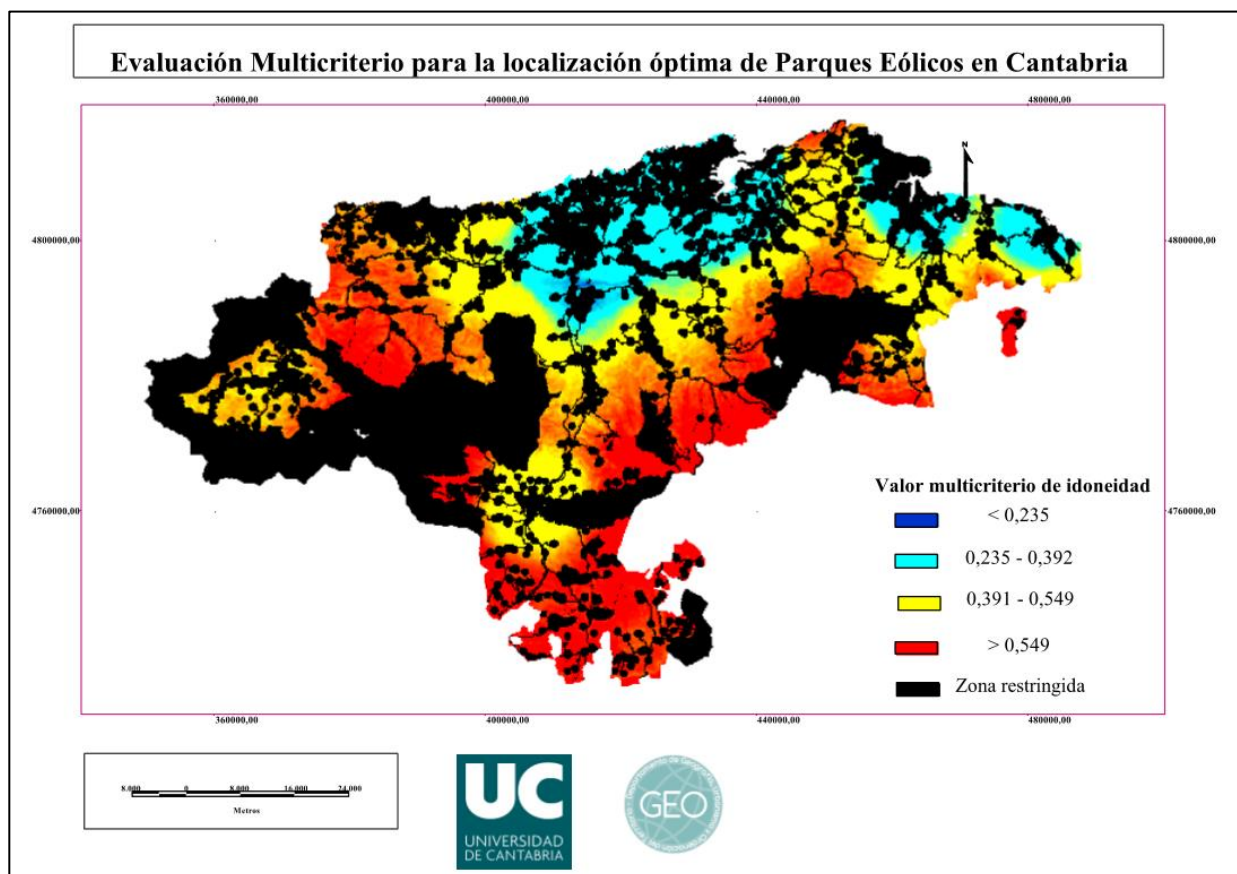 Evaluación Multicriterio para la localización óptima de Parques Eólicos en Cantabria
360000,00
400000,00
440000,00
480000,00
N
4800000,00
4800000,00
Valor multicriterio de idoneidad
4760000,00
4760000,00
< 0,235
0,235 - 0,392
0,391 - 0,549
> 0,549
Zona restringida
360000,00
400000,00
440000,00
480000,00
8.000 0 8.000 16.000 24.000
Metros
UC
UNIVERSIDAD
DE CANTABRIA
GEO